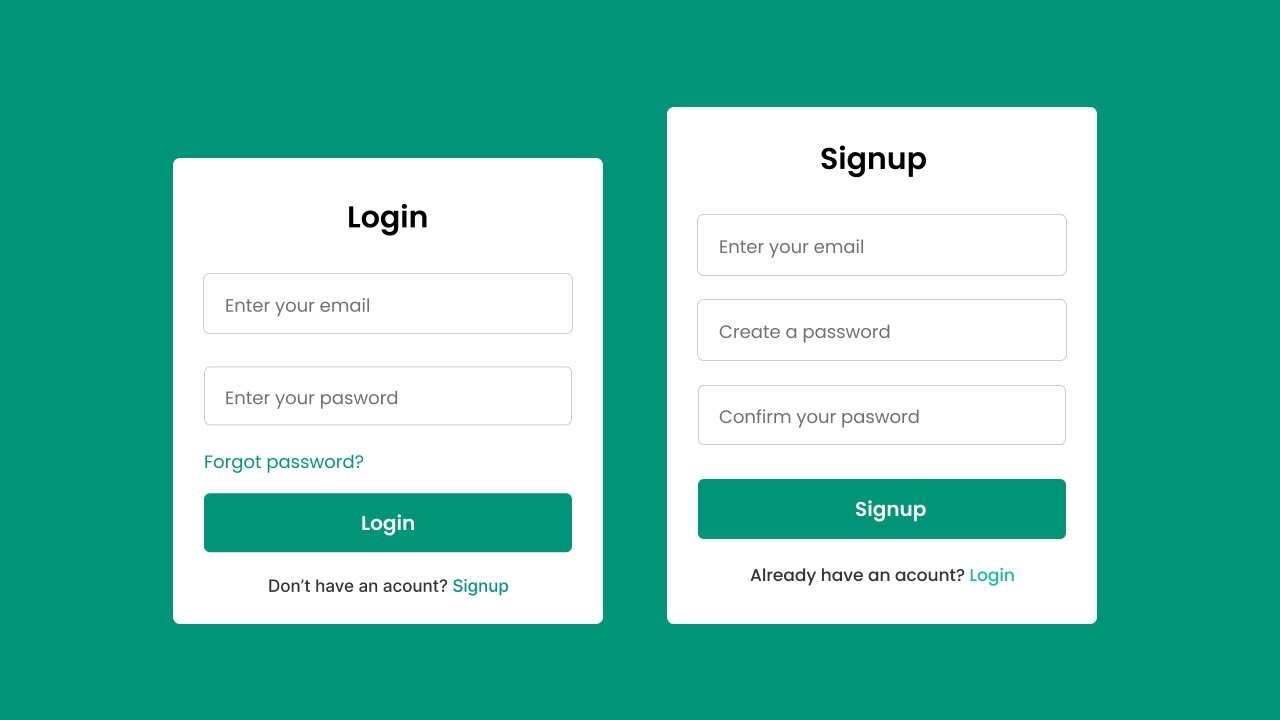 Login
Enter your email
Enter your pasword
Forgot password?
Login
Don’t have an acount? Signup
Signup
Enter your email
Create a password
Confirm your pasword
Signup
Already have an acount? Login